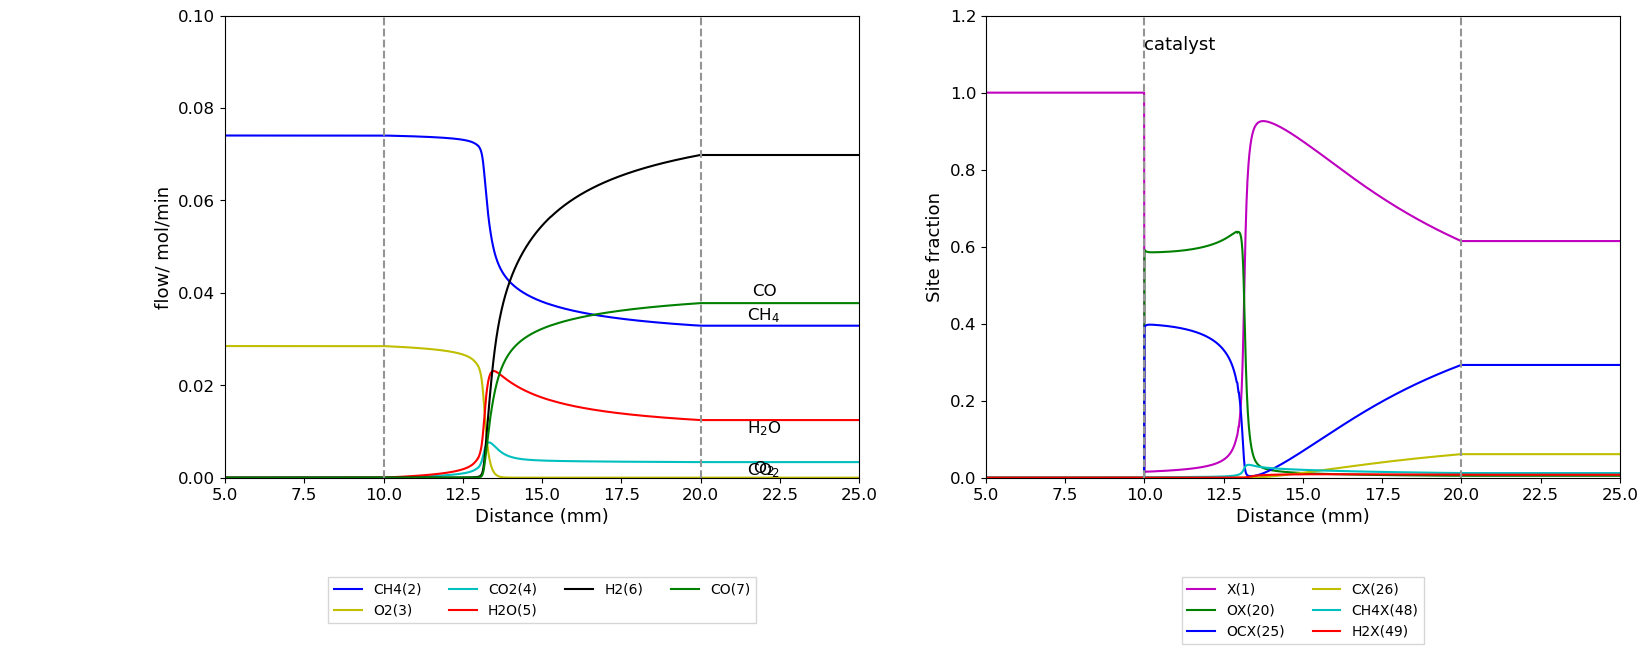 0.10
0.08
0.06
0.04
0.02
0.00
flow/ mol/min
CO
CH₄
H₂O
O₂
CO₂
5.0 7.5 10.0 12.5 15.0 17.5 20.0 22.5 25.0
Distance (mm)
CH4(2) CO2(4) H2(6) CO(7)
O2(3) H2O(5)
1.2
1.0
0.8
0.6
0.4
0.2
0.0
Site fraction
catalyst
5.0 7.5 10.0 12.5 15.0 17.5 20.0 22.5 25.0
Distance (mm)
X(1) CX(26)
OX(20) CH4X(48)
OCX(25) H2X(49)